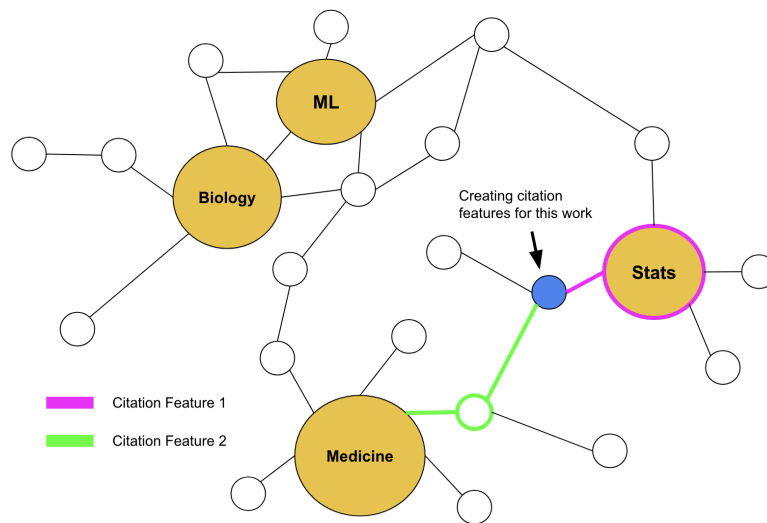 ML
Biology
Creating citation
features for this work
Stats
Citation Feature 1
Citation Feature 2
Medicine